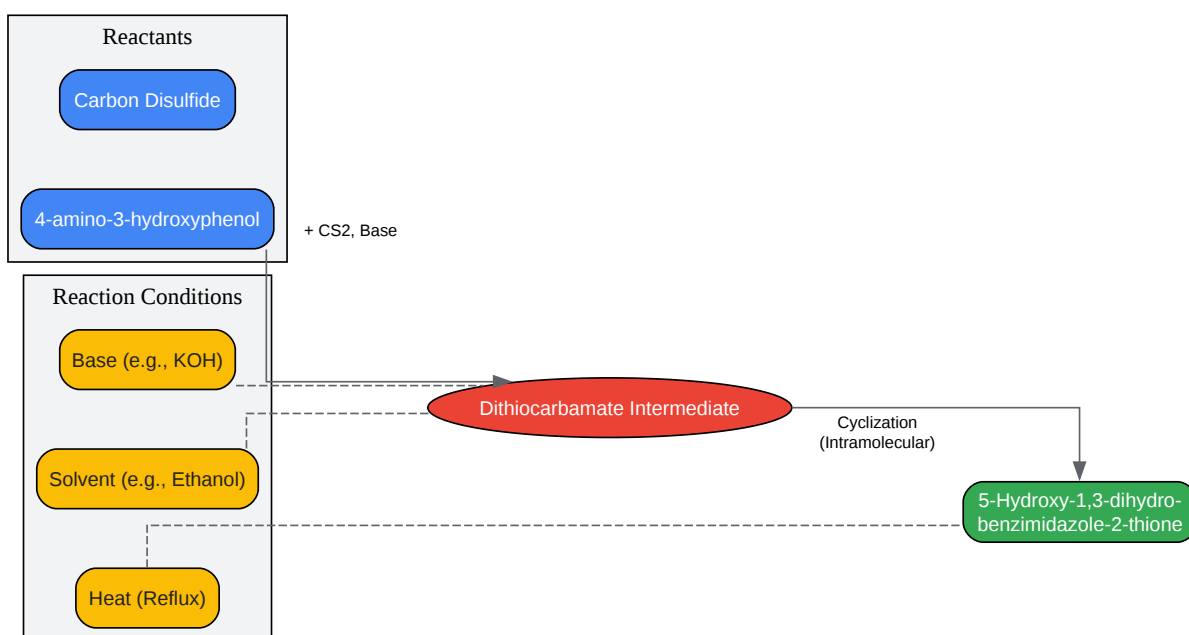 Reactants
Carbon Disulfide
4-amino-3-hydroxyphenol
+ CS2, Base
Reaction Conditions
Base (e.g., KOH)
Solvent (e.g., Ethanol)
Heat (Reflux)
Dithiocarbamate Intermediate
Cyclization
(Intramolecular)
5-Hydroxy-1,3-dihydro-
benzimidazole-2-thione